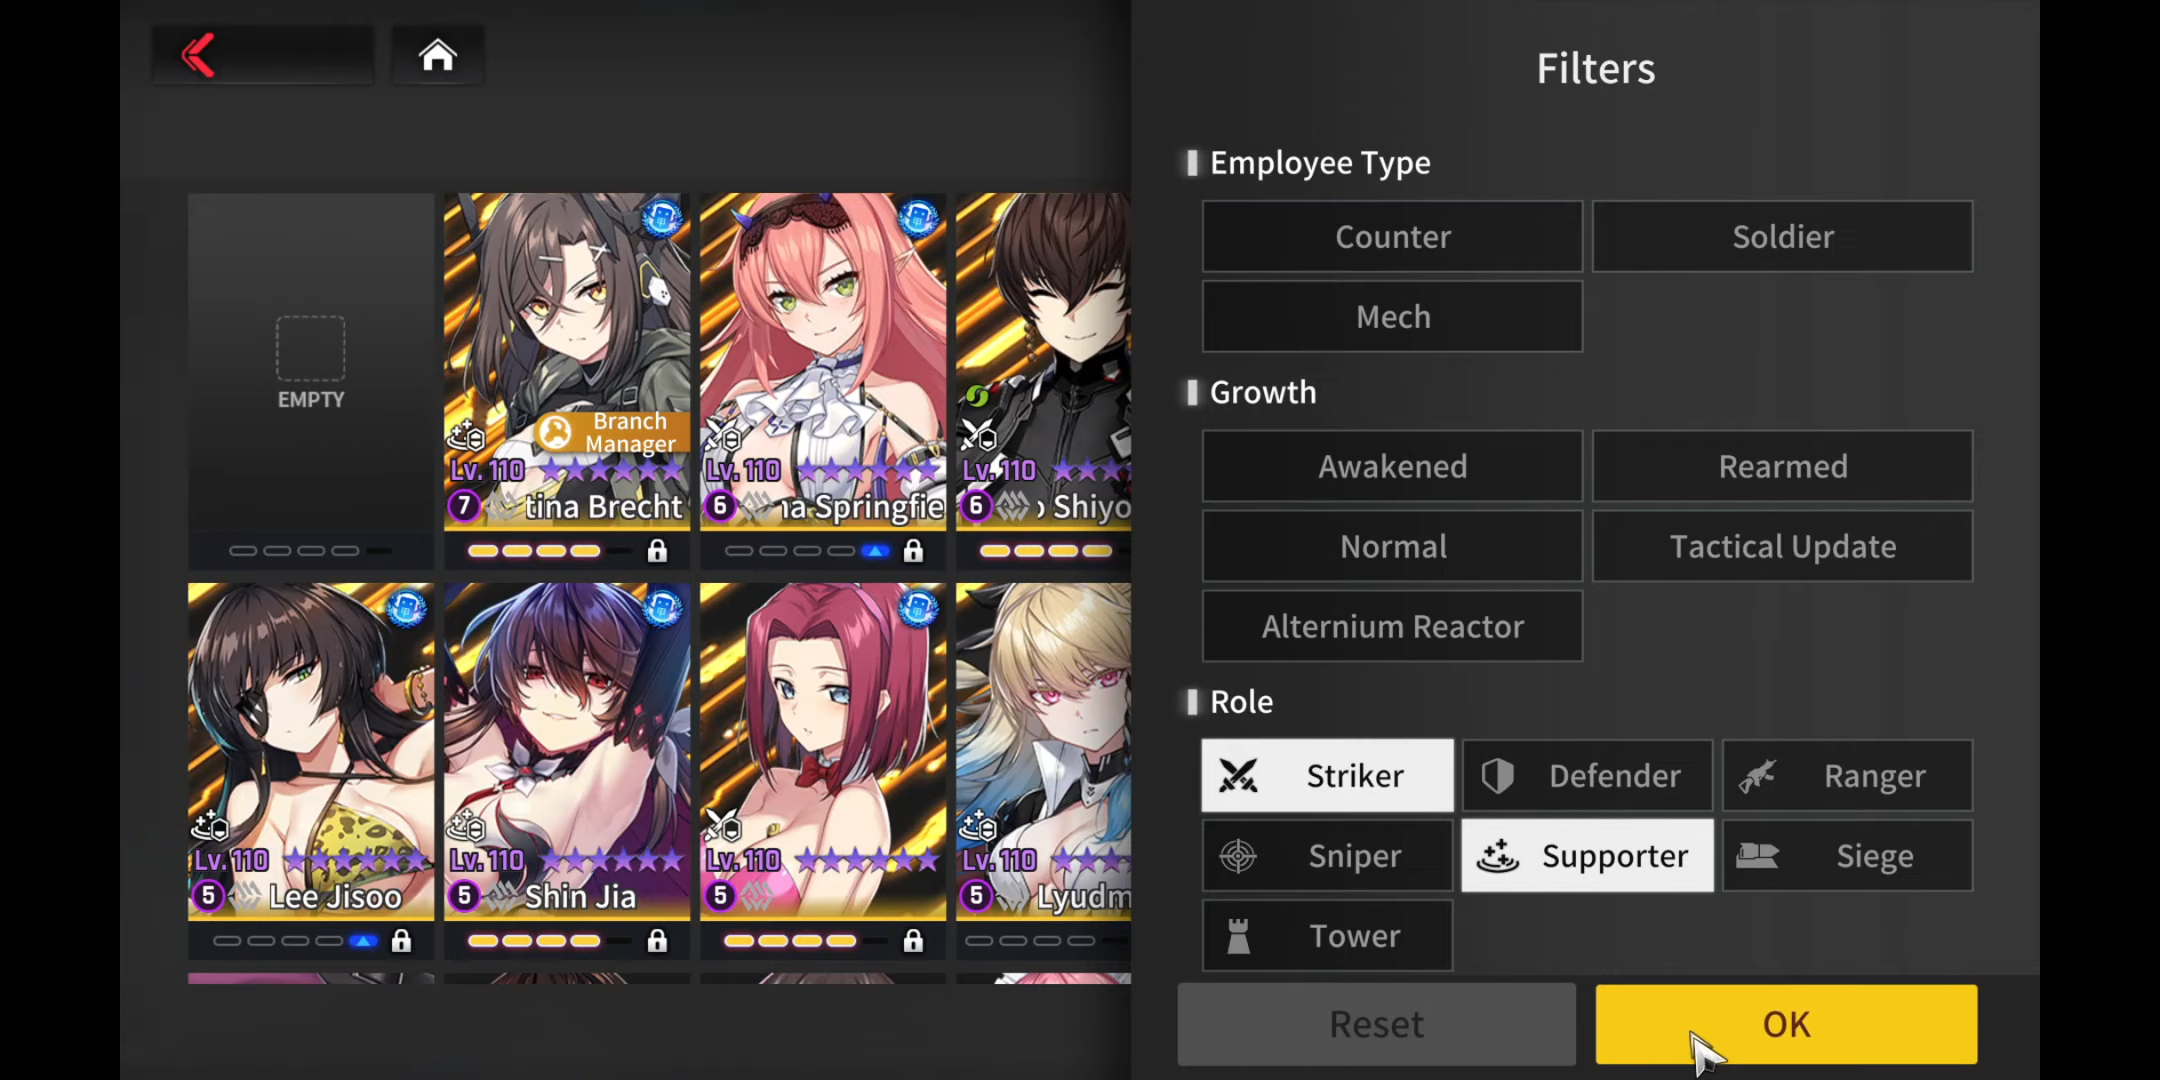 Filters
Employee Type
Counter
Soldier
Mech
Growth
Awakened
Rearmed
Normal
Tactical Update
Alternium Reactor
Role
Striker
Defender
Ranger
Sniper
Supporter
Siege
Tower
Reset
OK
EMPTY
Branch
Manager
Lv. 110
7
tina Brecht
Lv. 110
6
na Springfie
Lv. 110
6
o Shiyo
Lv. 110
5
Lee Jisoo
Lv. 110
5
Shin Jia
Lv. 110
5
Lv. 110
5
Lyudm